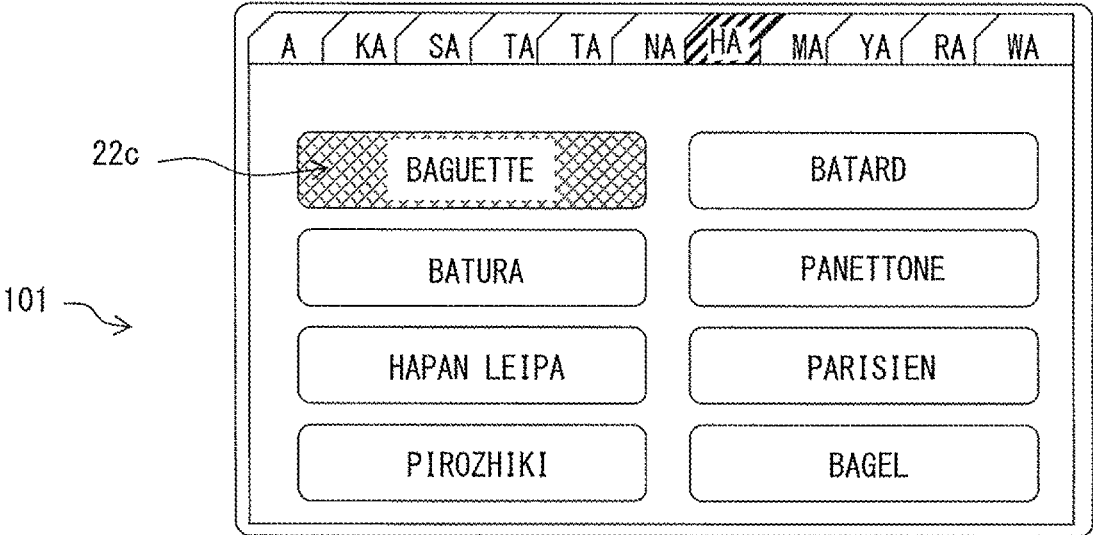 A KA SA TA TA NA HA MA YA RA WA
22c
BAGUETTE BATARD
BATURA PANETTONE
101
HAPAN LEIPA PARISIEN
PIROZHIKI BAGEL